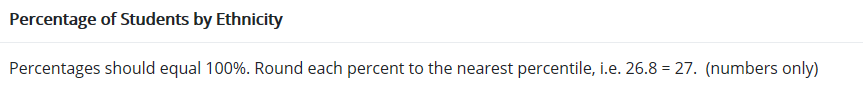 Percentage of Students by Ethnicity
Percentages should equal 100%. Round each percent to the nearest percentile, i.e. 26.8 = 27.  (numbers only)